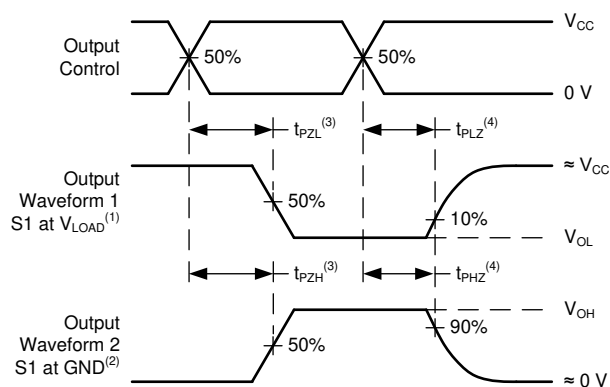 Output
Control
50%
50%
V_CC
0 V
t_PZL^(3)
t_PLZ^(4)
Output
Waveform 1
S1 at V_LOAD^(1)
50%
10%
≈ V_CC
V_OL
t_PZH^(3)
t_PHZ^(4)
Output
Waveform 2
S1 at GND^(2)
50%
90%
V_OH
≈ 0 V